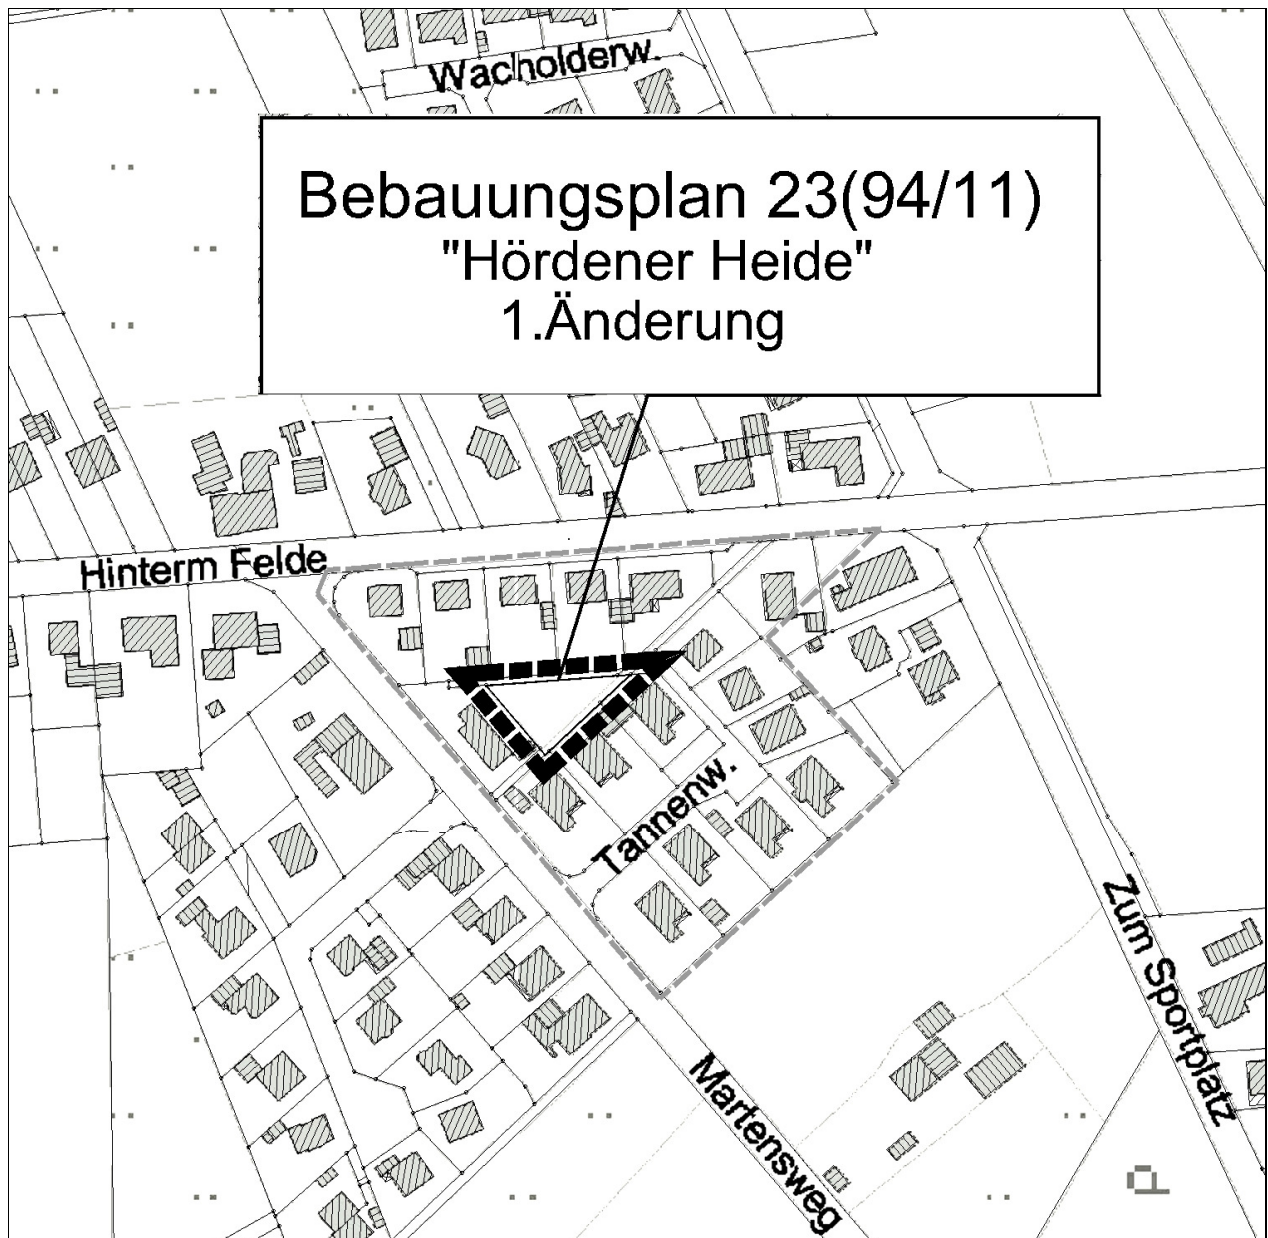 Wacholderw.
Bebauungsplan 23(94/11)
"Hördener Heide"
1.Änderung
Hinterm Felde
Tannenw.
Zum Sportplatz
Martensweg